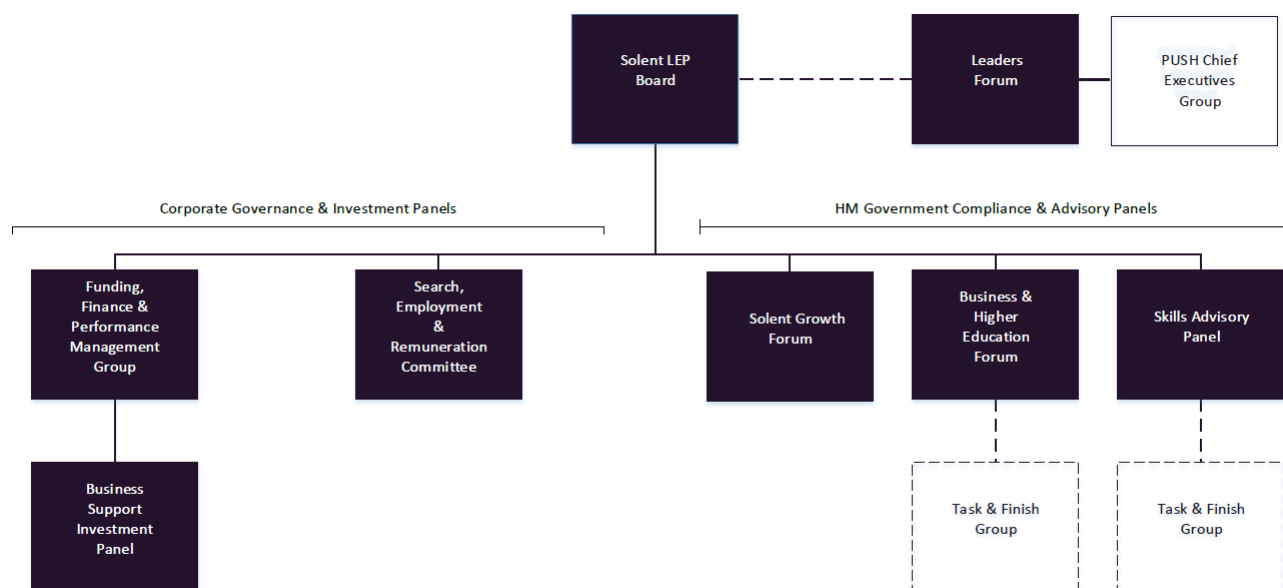 Solent LEP
Board
Leaders
Forum
PUSH Chief
Executives
Group
Corporate Governance & Investment Panels
HM Government Compliance & Advisory Panels
Funding,
Finance &
Performance
Management
Group
Search,
Employment
&
Remuneration
Committee
Solent Growth
Forum
Business &
Higher
Education
Forum
Skills Advisory
Panel
Business
Support
Investment
Panel
Task & Finish
Group
Task & Finish
Group